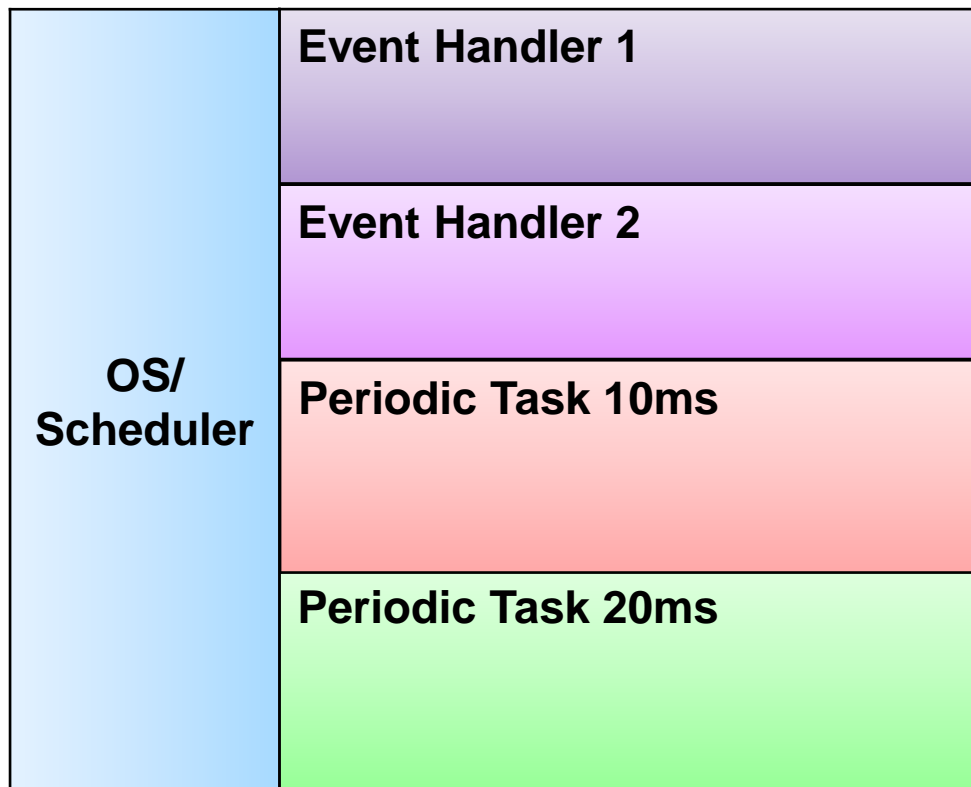 OS/
Scheduler
Event Handler 1
Event Handler 2
Periodic Task 10ms
Periodic Task 20ms